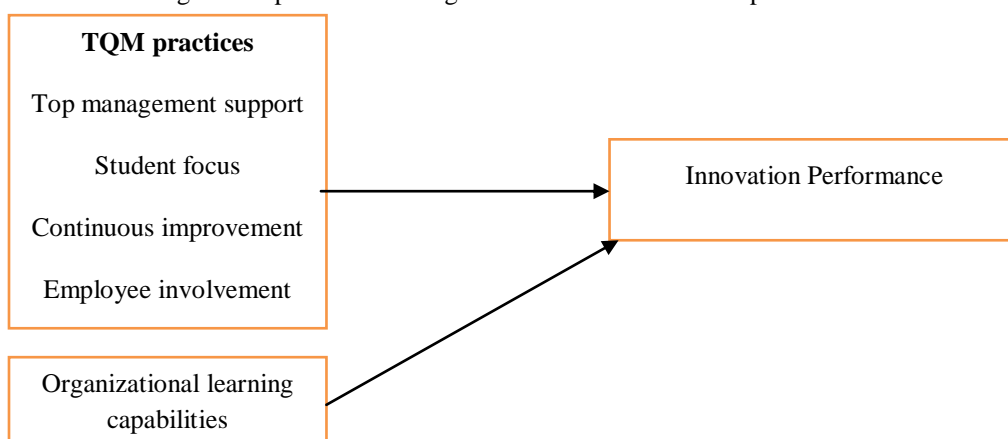 TQM practices
Top management support
Student focus
Continuous improvement
Employee involvement
Innovation Performance
Organizational learning
capabilities